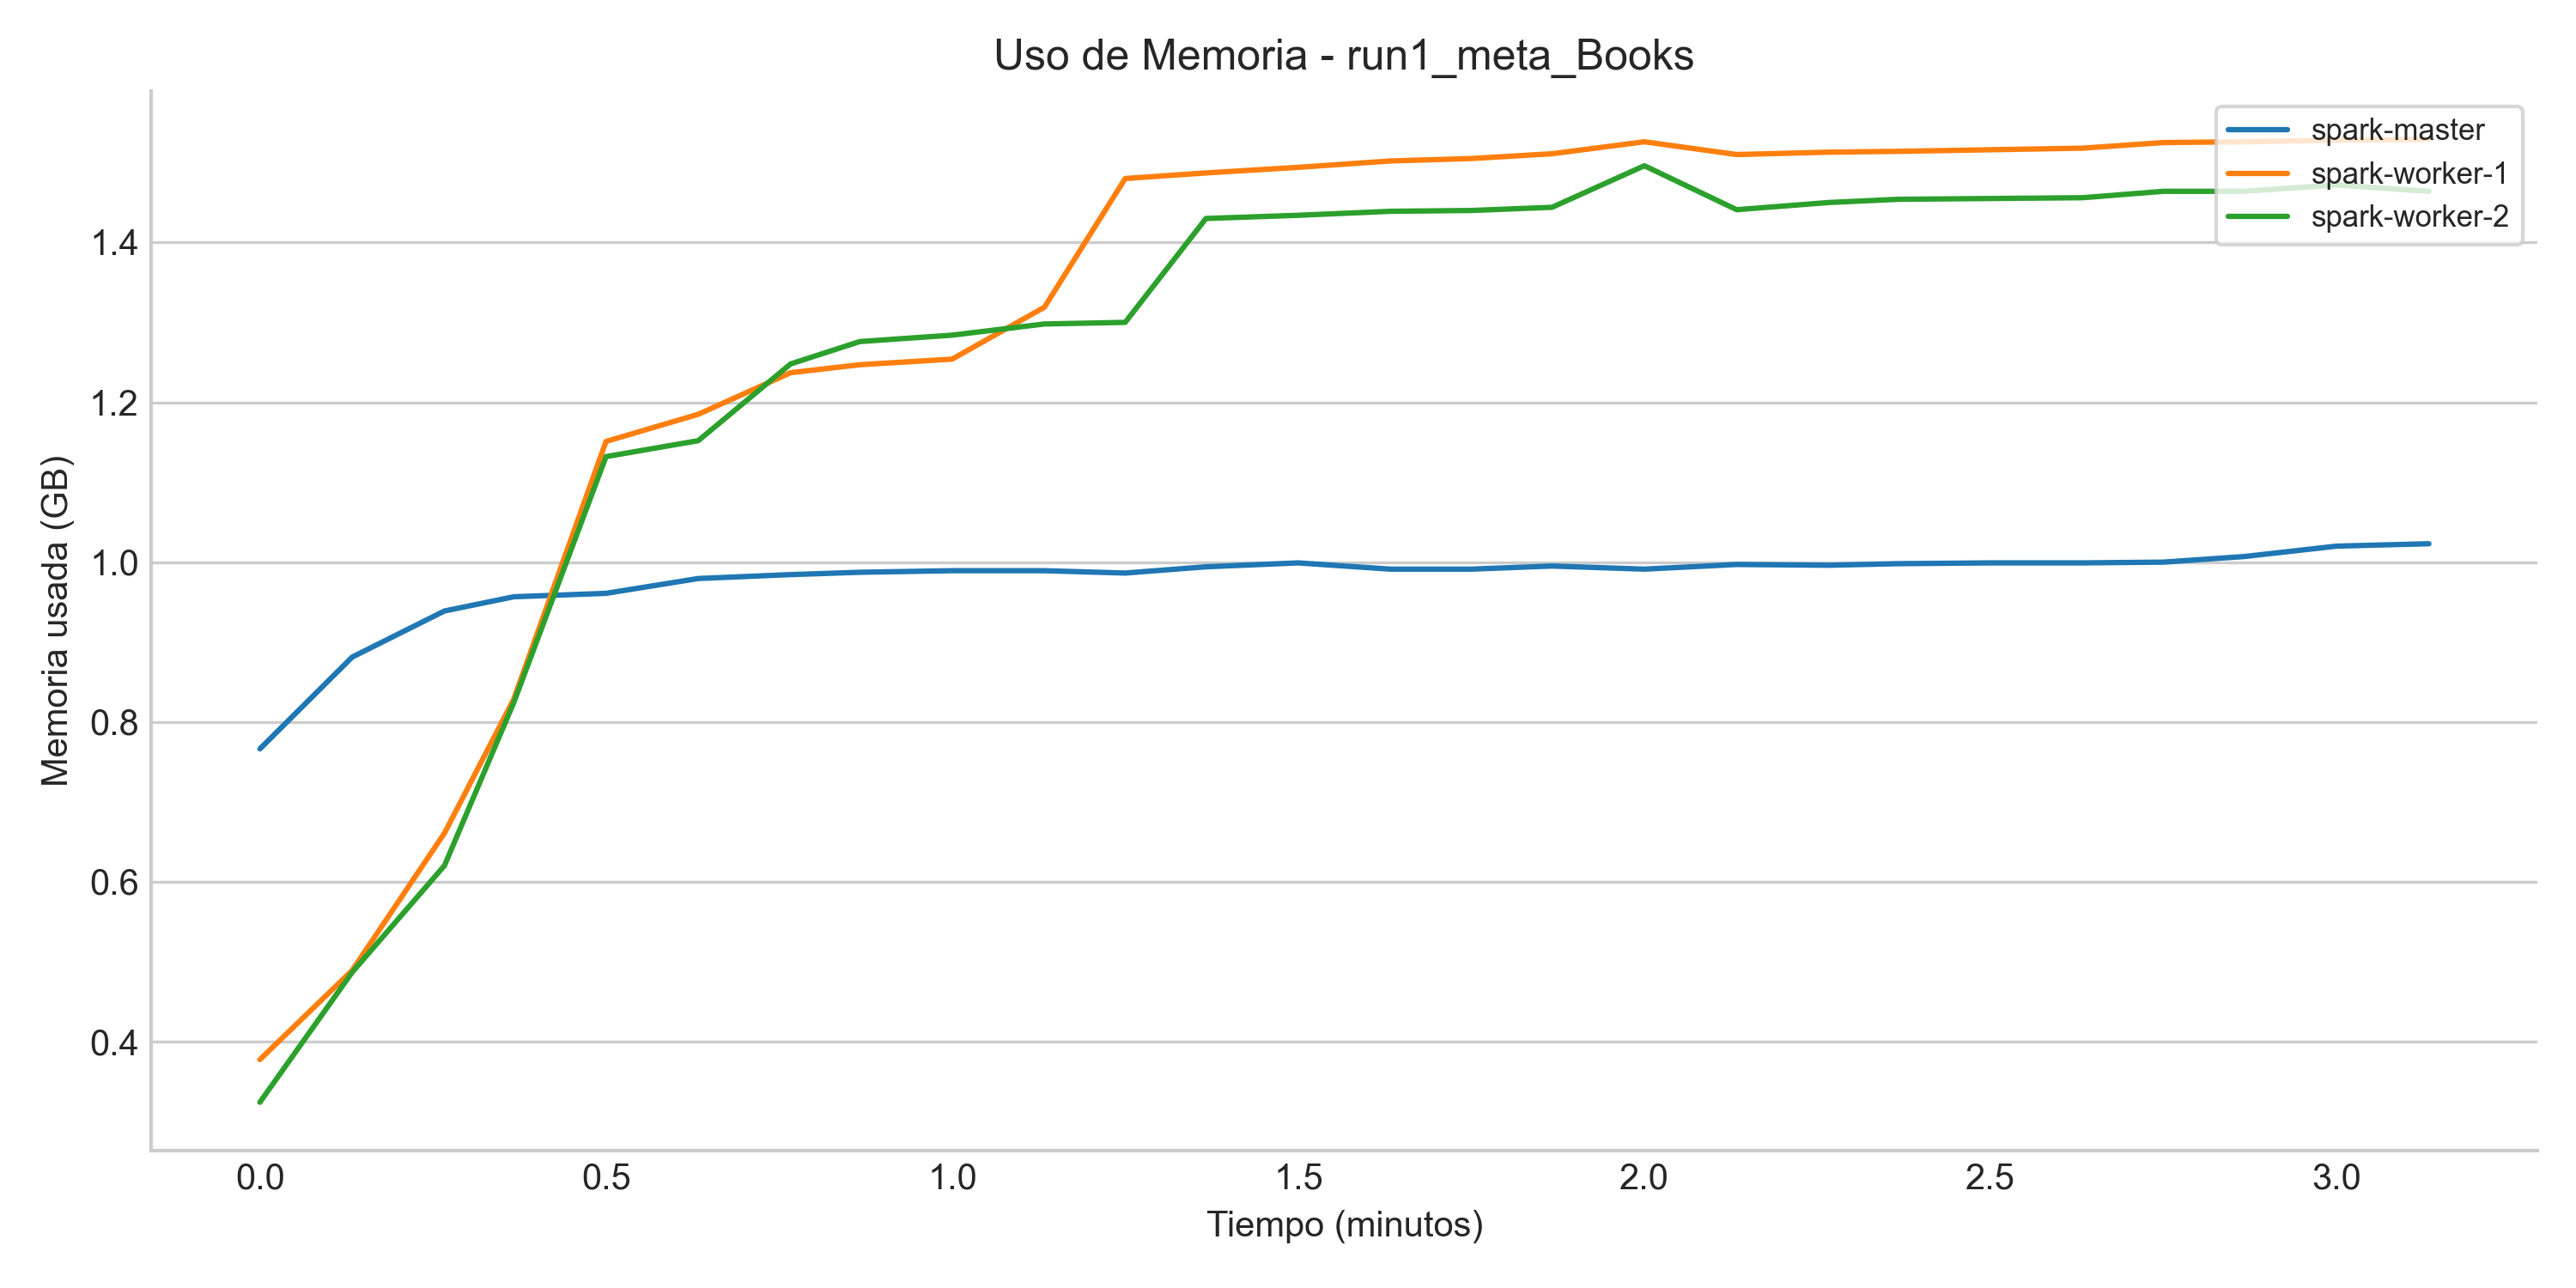 Uso de Memoria - run1_meta_Books
spark-master
spark-worker-1
spark-worker-2
Memoria usada (GB)
1.4
1.2
1.0
0.8
0.6
0.4
0.0 0.5 1.0 1.5 2.0 2.5 3.0
Tiempo (minutos)